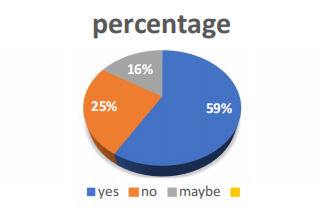 percentage
16%
25%
59%
yes no maybe